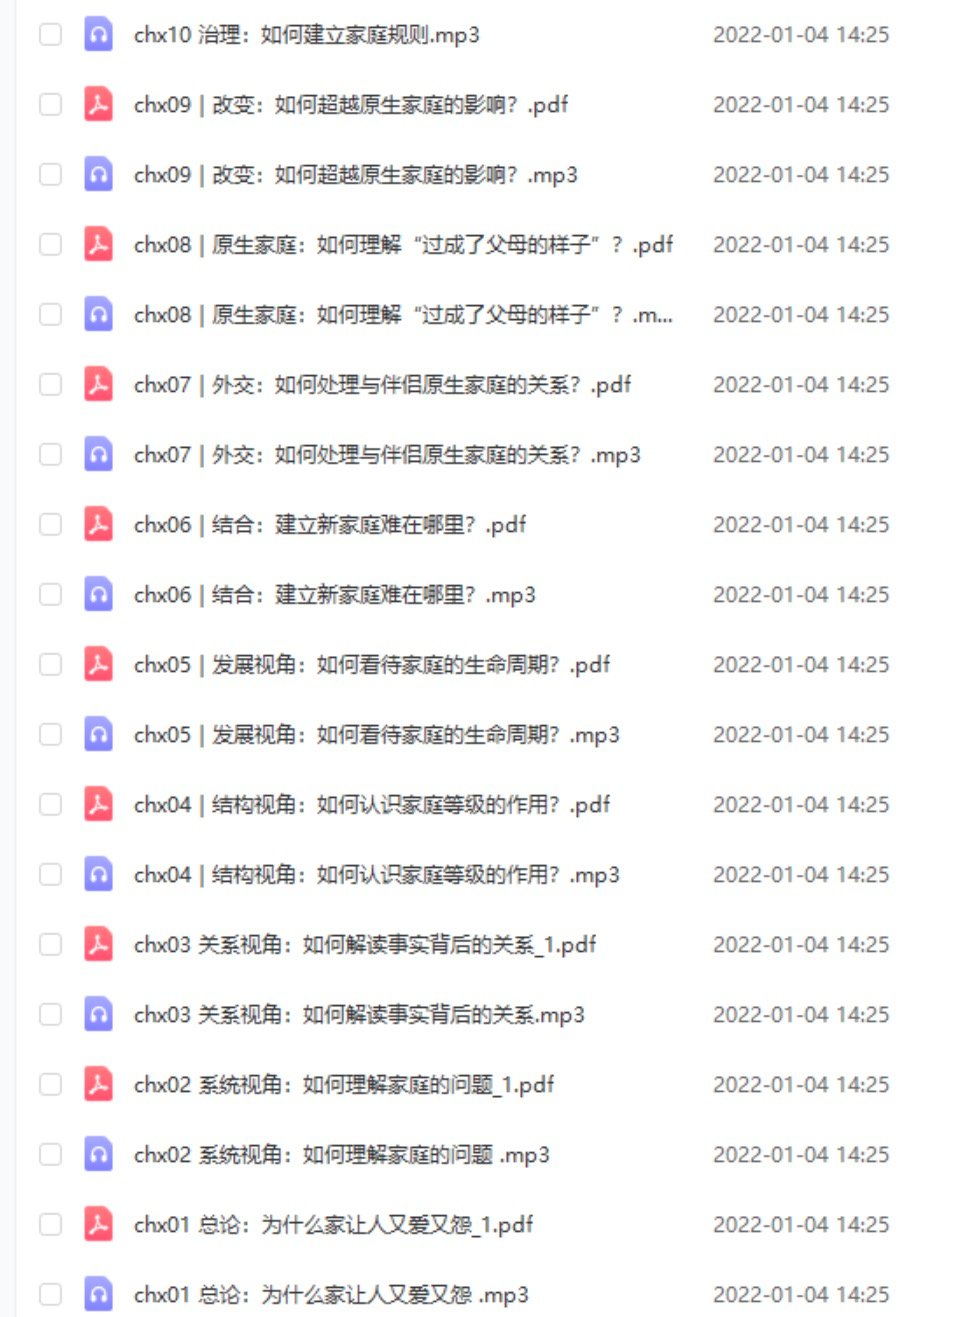 chx10 治理：如何建立家庭规则.mp3 2022-01-04 14:25
chx09 | 改变：如何超越原生家庭的影响？.pdf 2022-01-04 14:25
chx09 | 改变：如何超越原生家庭的影响？.mp3 2022-01-04 14:25
chx08 | 原生家庭：如何理解“过成了父母的样子”？.pdf 2022-01-04 14:25
chx08 | 原生家庭：如何理解“过成了父母的样子”？.m... 2022-01-04 14:25
chx07 | 外交：如何处理与伴侣原生家庭的关系？.pdf 2022-01-04 14:25
chx07 | 外交：如何处理与伴侣原生家庭的关系？.mp3 2022-01-04 14:25
chx06 | 结合：建立新家庭难在哪里？.pdf 2022-01-04 14:25
chx06 | 结合：建立新家庭难在哪里？.mp3 2022-01-04 14:25
chx05 | 发展视角：如何看待家庭的生命周期？.pdf 2022-01-04 14:25
chx05 | 发展视角：如何看待家庭的生命周期？.mp3 2022-01-04 14:25
chx04 | 结构视角：如何认识家庭等级的作用？.pdf 2022-01-04 14:25
chx04 | 结构视角：如何认识家庭等级的作用？.mp3 2022-01-04 14:25
chx03 关系视角：如何解读事实背后的关系_1.pdf 2022-01-04 14:25
chx03 关系视角：如何解读事实背后的关系.mp3 2022-01-04 14:25
chx02 系统视角：如何理解家庭的问题_1.pdf 2022-01-04 14:25
chx02 系统视角：如何理解家庭的问题 .mp3 2022-01-04 14:25
chx01 总论：为什么家让人又爱又怨_1.pdf 2022-01-04 14:25
chx01 总论：为什么家让人又爱又怨 .mp3 2022-01-04 14:25